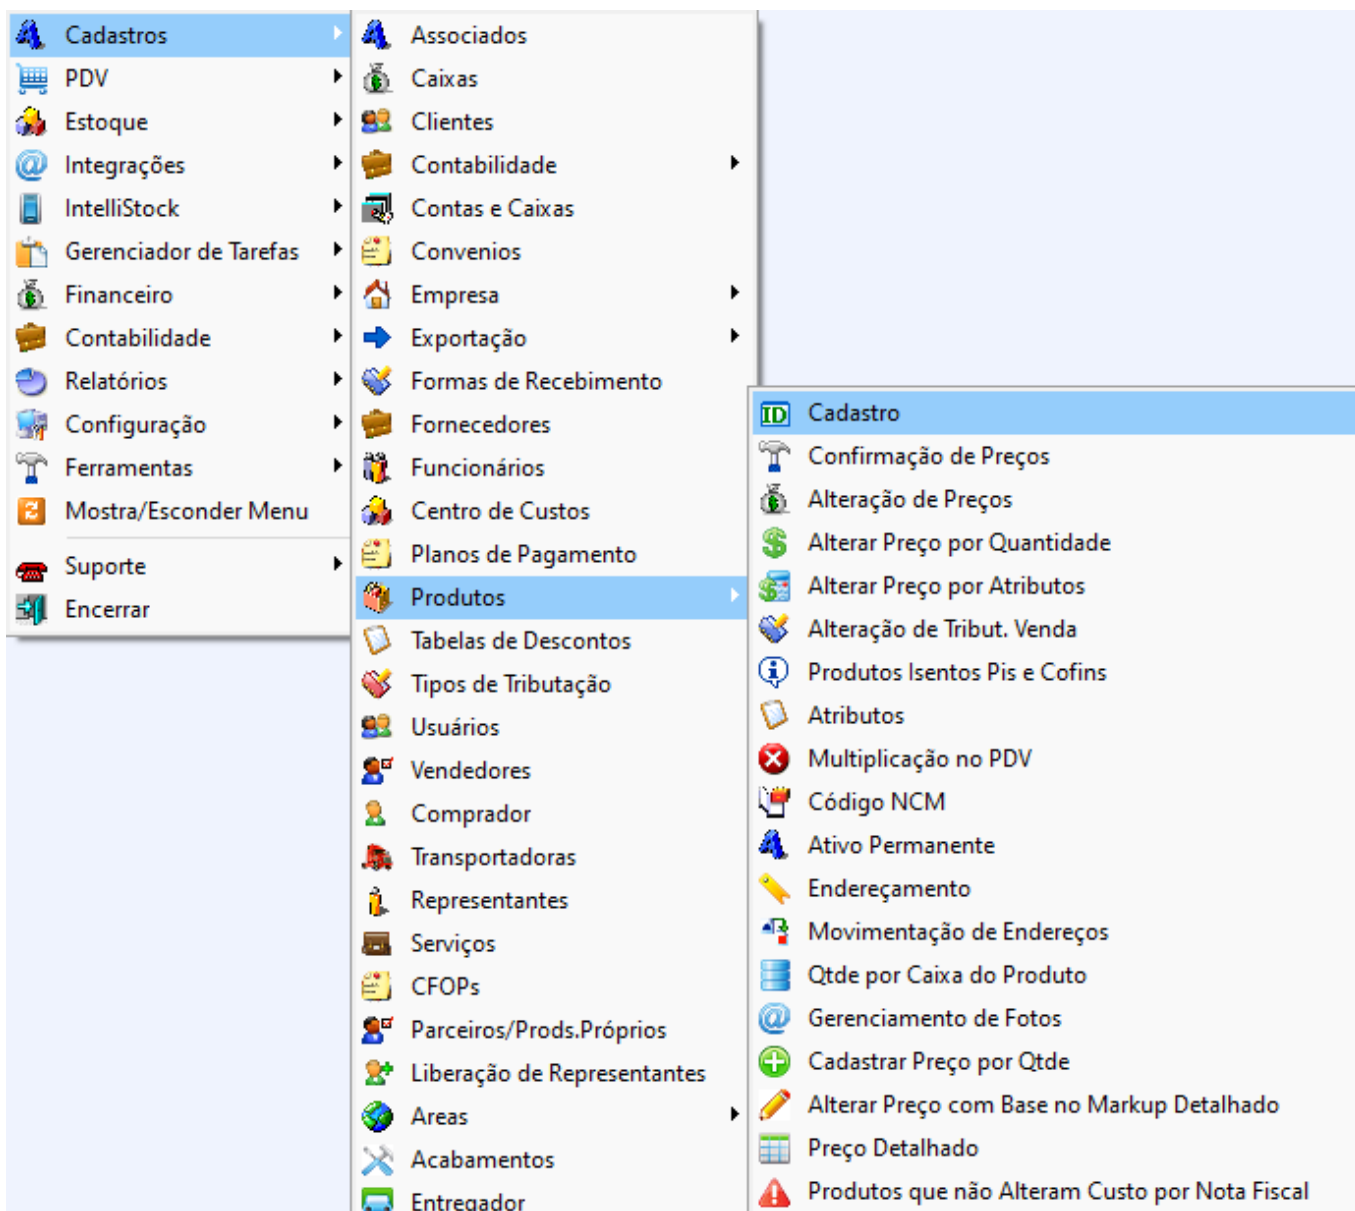 Cadastros
PDV
Estoque
Integrações
IntelliStock
Gerenciador de Tarefas
Financeiro
Contabilidade
Relatórios
Configuração
Ferramentas
Mostra/Esconder Menu
Suporte
Encerrar
Associados
Caixas
Clientes
Contabilidade
Contas e Caixas
Convenios
Empresa
Exportação
Formas de Recebimento
Fornecedores
Funcionários
Centro de Custos
Planos de Pagamento
Produtos
Tabelas de Descontos
Tipos de Tributação
Usuários
Vendedores
Comprador
Transportadoras
Representantes
Serviços
CFOPs
Parceiros/Prods.Próprios
Liberação de Representantes
Areas
Acabamentos
Entregador
ID Cadastro
Confirmação de Preços
Alteração de Preços
Alterar Preço por Quantidade
Alterar Preço por Atributos
Alteração de Tribut. Venda
Produtos Isentos Pis e Cofins
Atributos
Multiplicação no PDV
Código NCM
Ativo Permanente
Endereçamento
Movimentação de Endereços
Qtde por Caixa do Produto
Gerenciamento de Fotos
Cadastrar Preço por Qtde
Alterar Preço com Base no Markup Detalhado
Preço Detalhado
Produtos que não Alteram Custo por Nota Fiscal